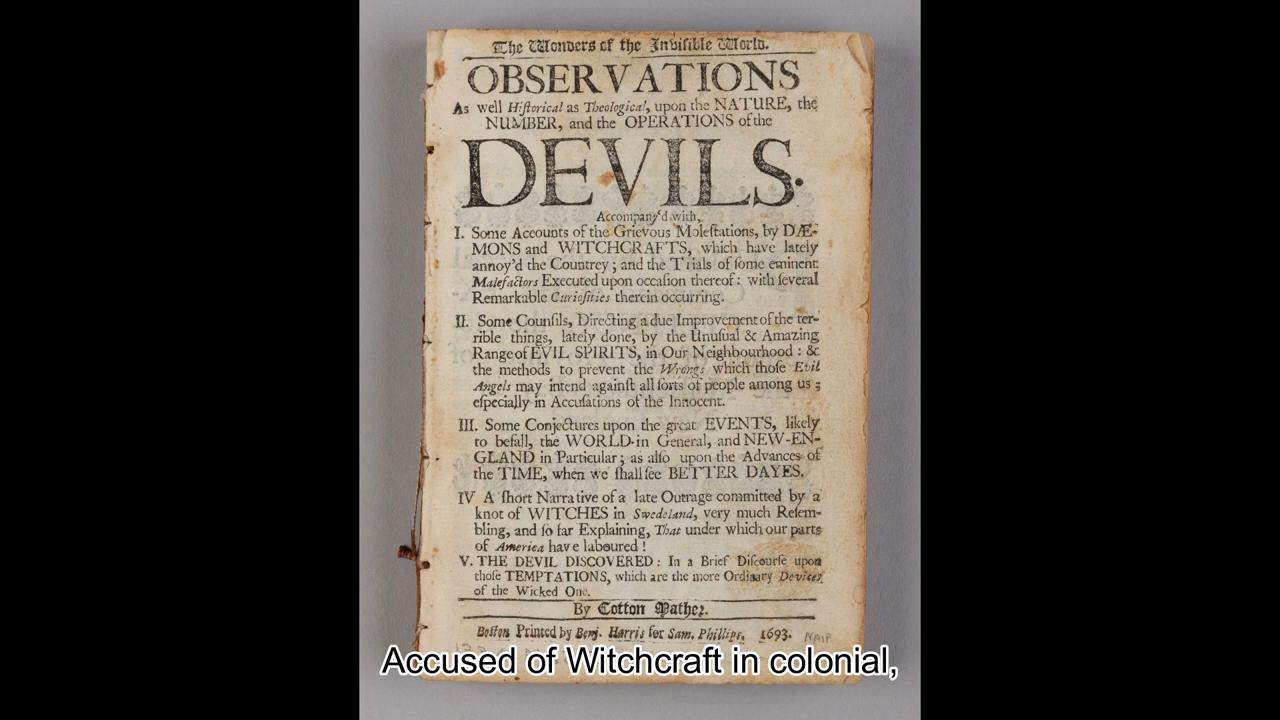 The Wonders of the Inviſible World.
OBSERVATIONS
As well Hiſtorical as Theological, upon the NATURE, the
NUMBER, and the OPERATIONS of the
DEVILS.
Accompany'd with,
I. Some Accounts of the Grievous Moleſtations, by DÆ-
MONS and WITCHCRAFTS, which have lately
annoy'd the Countrey; and the Trials of ſome eminent
Malefactors Executed upon occaſion thereof: with ſeveral
Remarkable Curioſities therein occurring.
II. Some Counſils, Directing a due Improvement of the ter-
rible things, lately done, by the Unuſual & Amazing
Range of EVIL SPIRITS, in Our Neighbourhood: &
the methods to prevent the Wrongs which thoſe Evil
Angels may intend againſt all ſorts of people among us;
eſpecially in Accuſations of the Innocent.
III. Some Conjectures upon the great EVENTS, likely
to befall, the WORLD in General, and NEW-EN-
GLAND in Particular; as alſo upon the Advances of
the TIME, when we ſhall ſee BETTER DAYES.
IV A ſhort Narrative of a late Outrage committed by a
knot of WITCHES in Swedeland, very much Reſem-
bling, and ſo far Explaining, That under which our parts
of America have laboured!
V. THE DEVIL DISCOVERED: In a Brief Diſcourſe upon
thoſe TEMPTATIONS, which are the more Ordinary Devices
of the Wicked One.
By Cotton Mather.
Boſton Printed by Benj. Harris for Sam. Phillips. 1693.
Accused of Witchcraft in colonial,